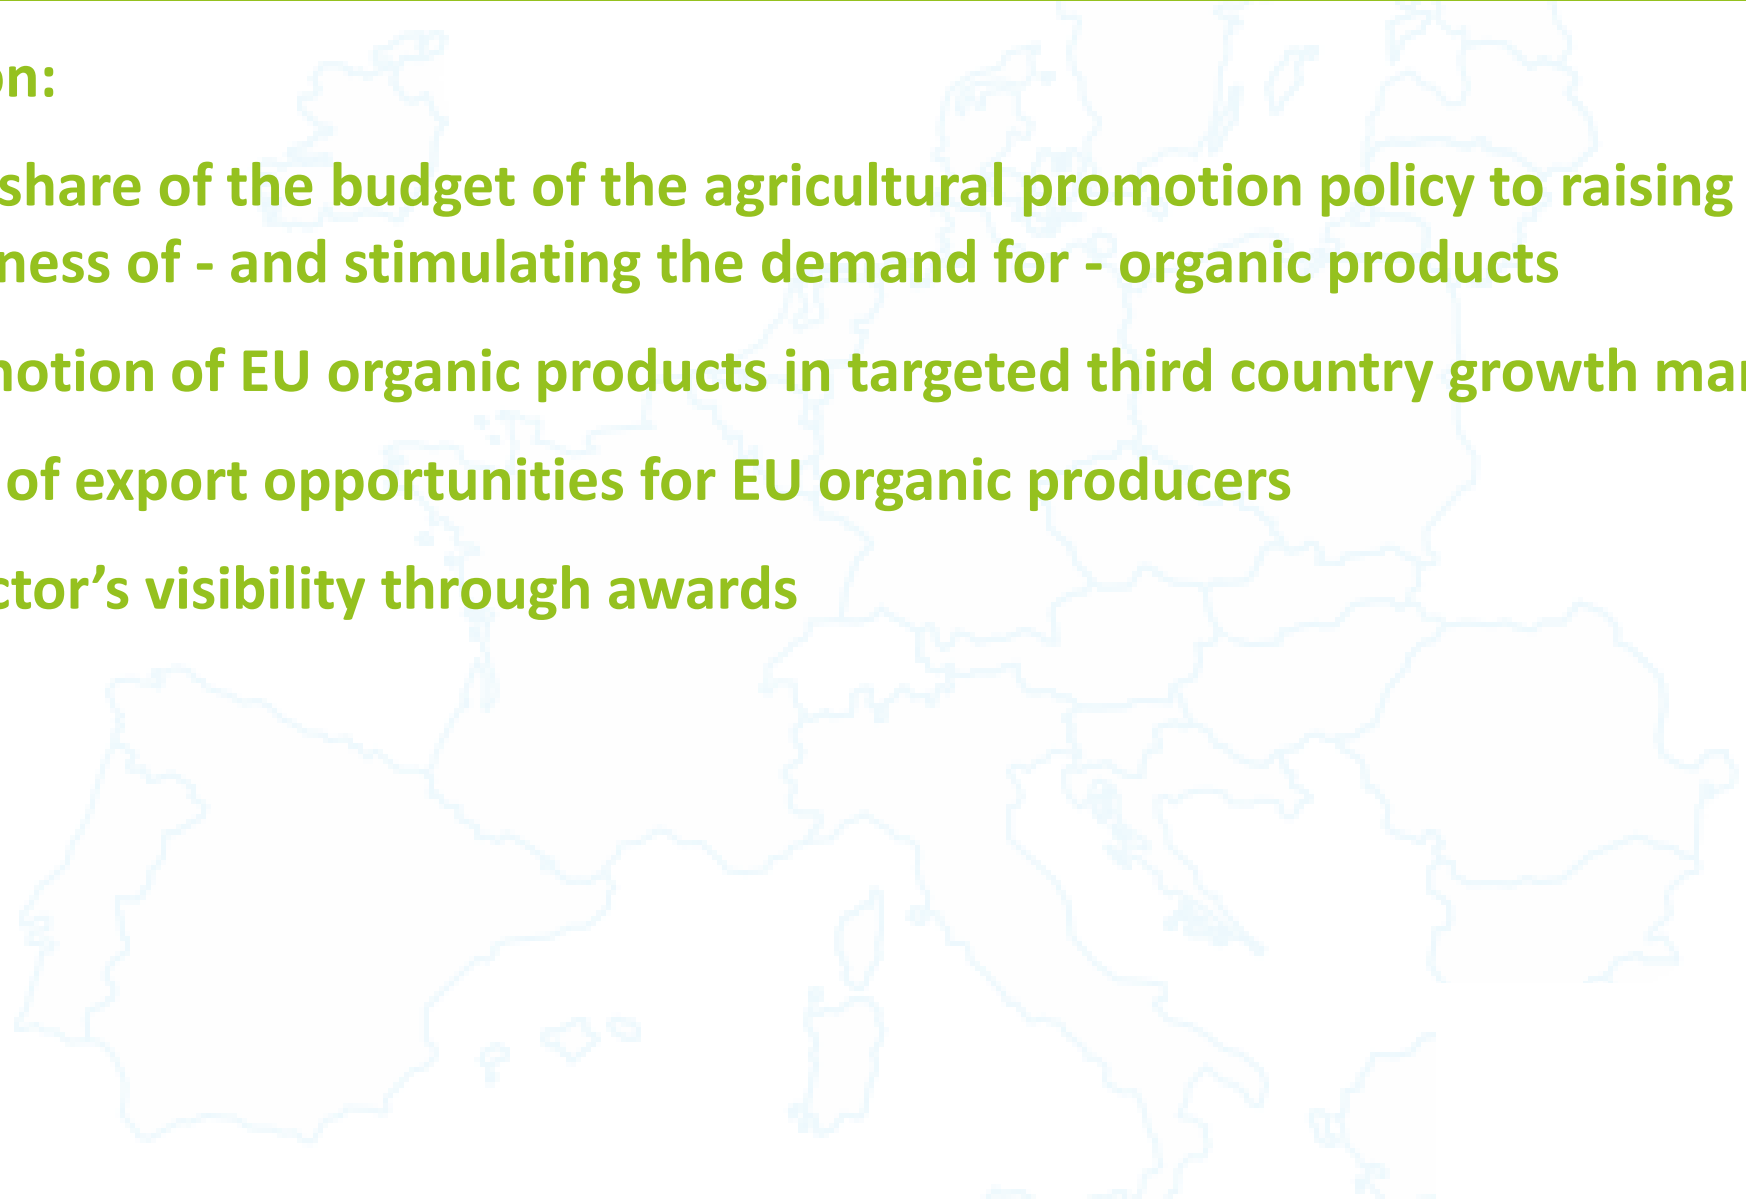 on:
share of the budget of the agricultural promotion policy to raising
ness of - and stimulating the demand for - organic products
notion of EU organic products in targeted third country growth mar
of export opportunities for EU organic producers
ctor’s visibility through awards